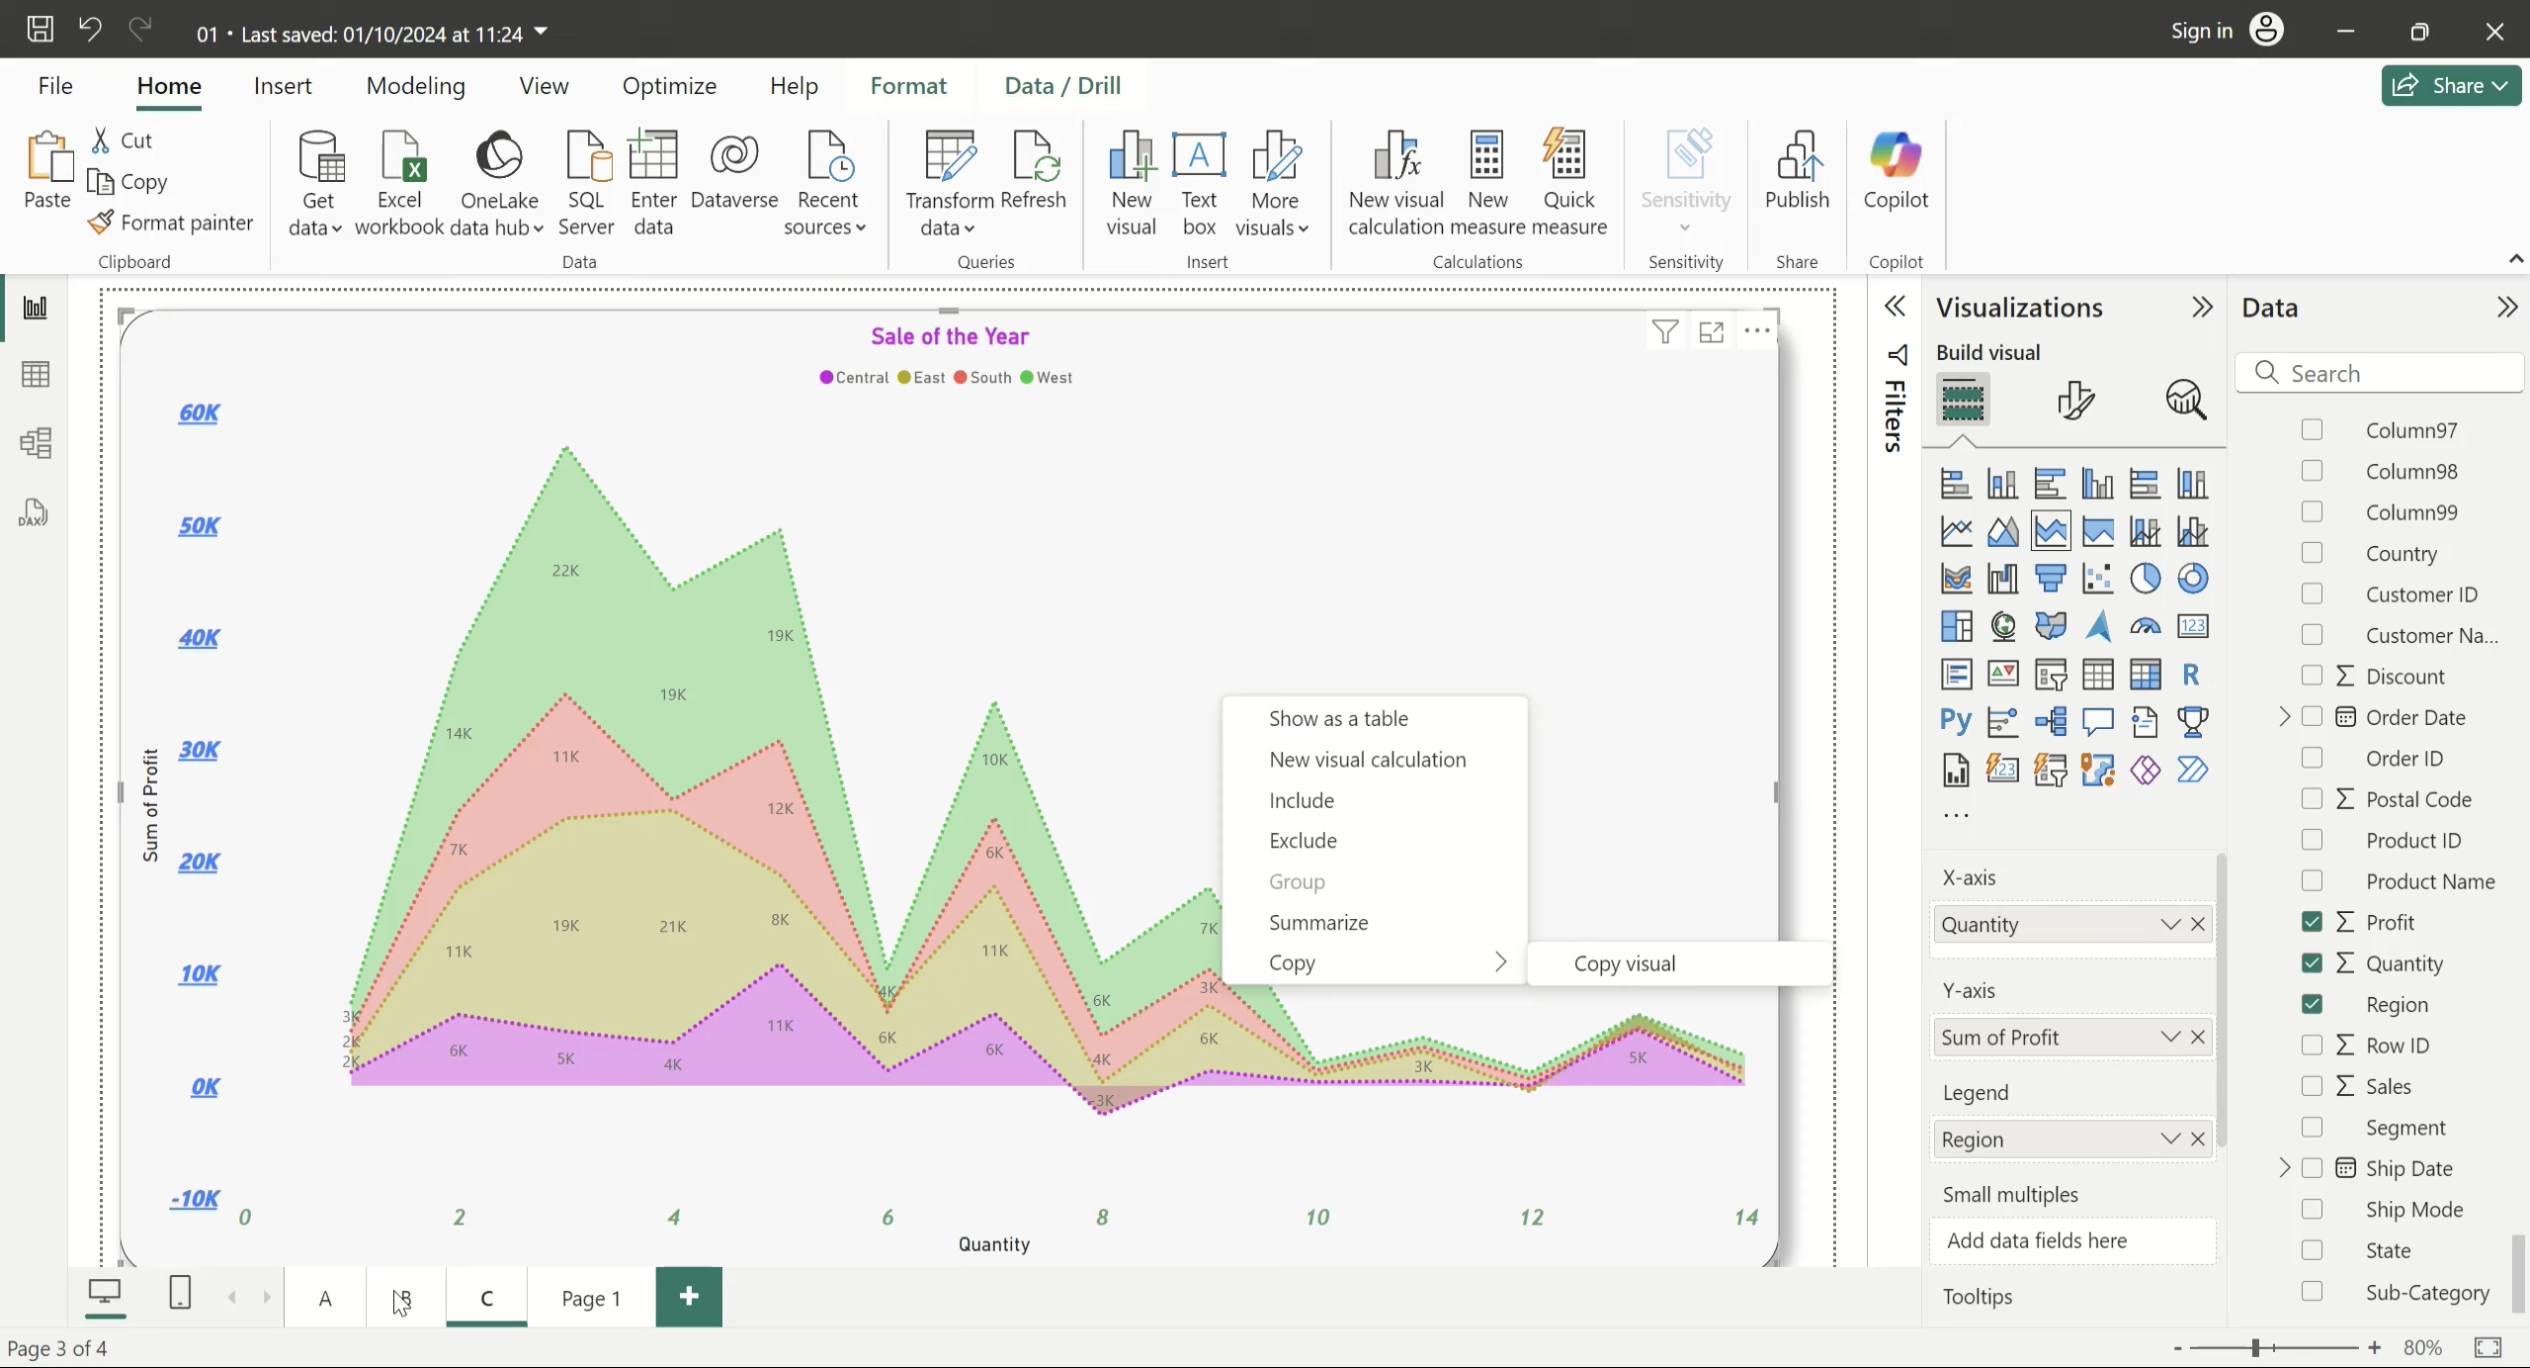 01 • Last saved: 01/10/2024 at 11:24
Sign in
File Home Insert Modeling View Optimize Help Format Data / Drill
Share
Paste
Cut
Copy
Format painter
Clipboard
Get data
Excel workbook
OneLake data hub
SQL Server
Enter data
Dataverse
Recent sources
Data
Transform data
Refresh
Queries
New visual
Text box
More visuals
Insert
New visual calculation
New measure
Quick measure
Calculations
Sensitivity
Sensitivity
Publish
Share
Copilot
Copilot
DAX
Sale of the Year
Central East South West
Sum of Profit
60K
50K
40K
30K
20K
10K
0K
-10K
22K
19K
19K
14K
11K
10K
12K
7K
6K
7K
19K
21K
8K
11K
11K
4K
6K
3K
3K
2K
2K
6K
5K
4K
11K
6K
6K
4K
6K
3K
5K
-3K
0 2 4 6 8 10 12 14
Quantity
Show as a table
New visual calculation
Include
Exclude
Group
Summarize
Copy
Copy visual
Filters
Visualizations
Build visual
123
R
Py
123
...
X-axis
Quantity
Y-axis
Sum of Profit
Legend
Region
Small multiples
Add data fields here
Tooltips
Data
Search
Column97
Column98
Column99
Country
Customer ID
Customer Na...
Σ Discount
Order Date
Order ID
Σ Postal Code
Product ID
Product Name
Σ Profit
Σ Quantity
Region
Σ Row ID
Σ Sales
Segment
Ship Date
Ship Mode
State
Sub-Category
A B C Page 1 +
Page 3 of 4
- + 80%